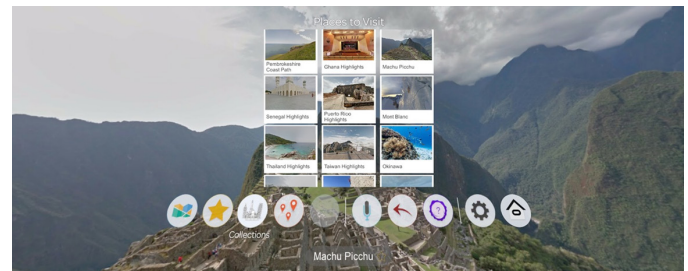 Places to Visit
Pembrokeshire
Coast Path
Ghana Highlights
Machu Picchu
Senegal Highlights
Puerto Rico
Highlights
Mont Blanc
Thailand Highlights
Taiwan Highlights
Okinawa
?
Collections
Machu Picchu